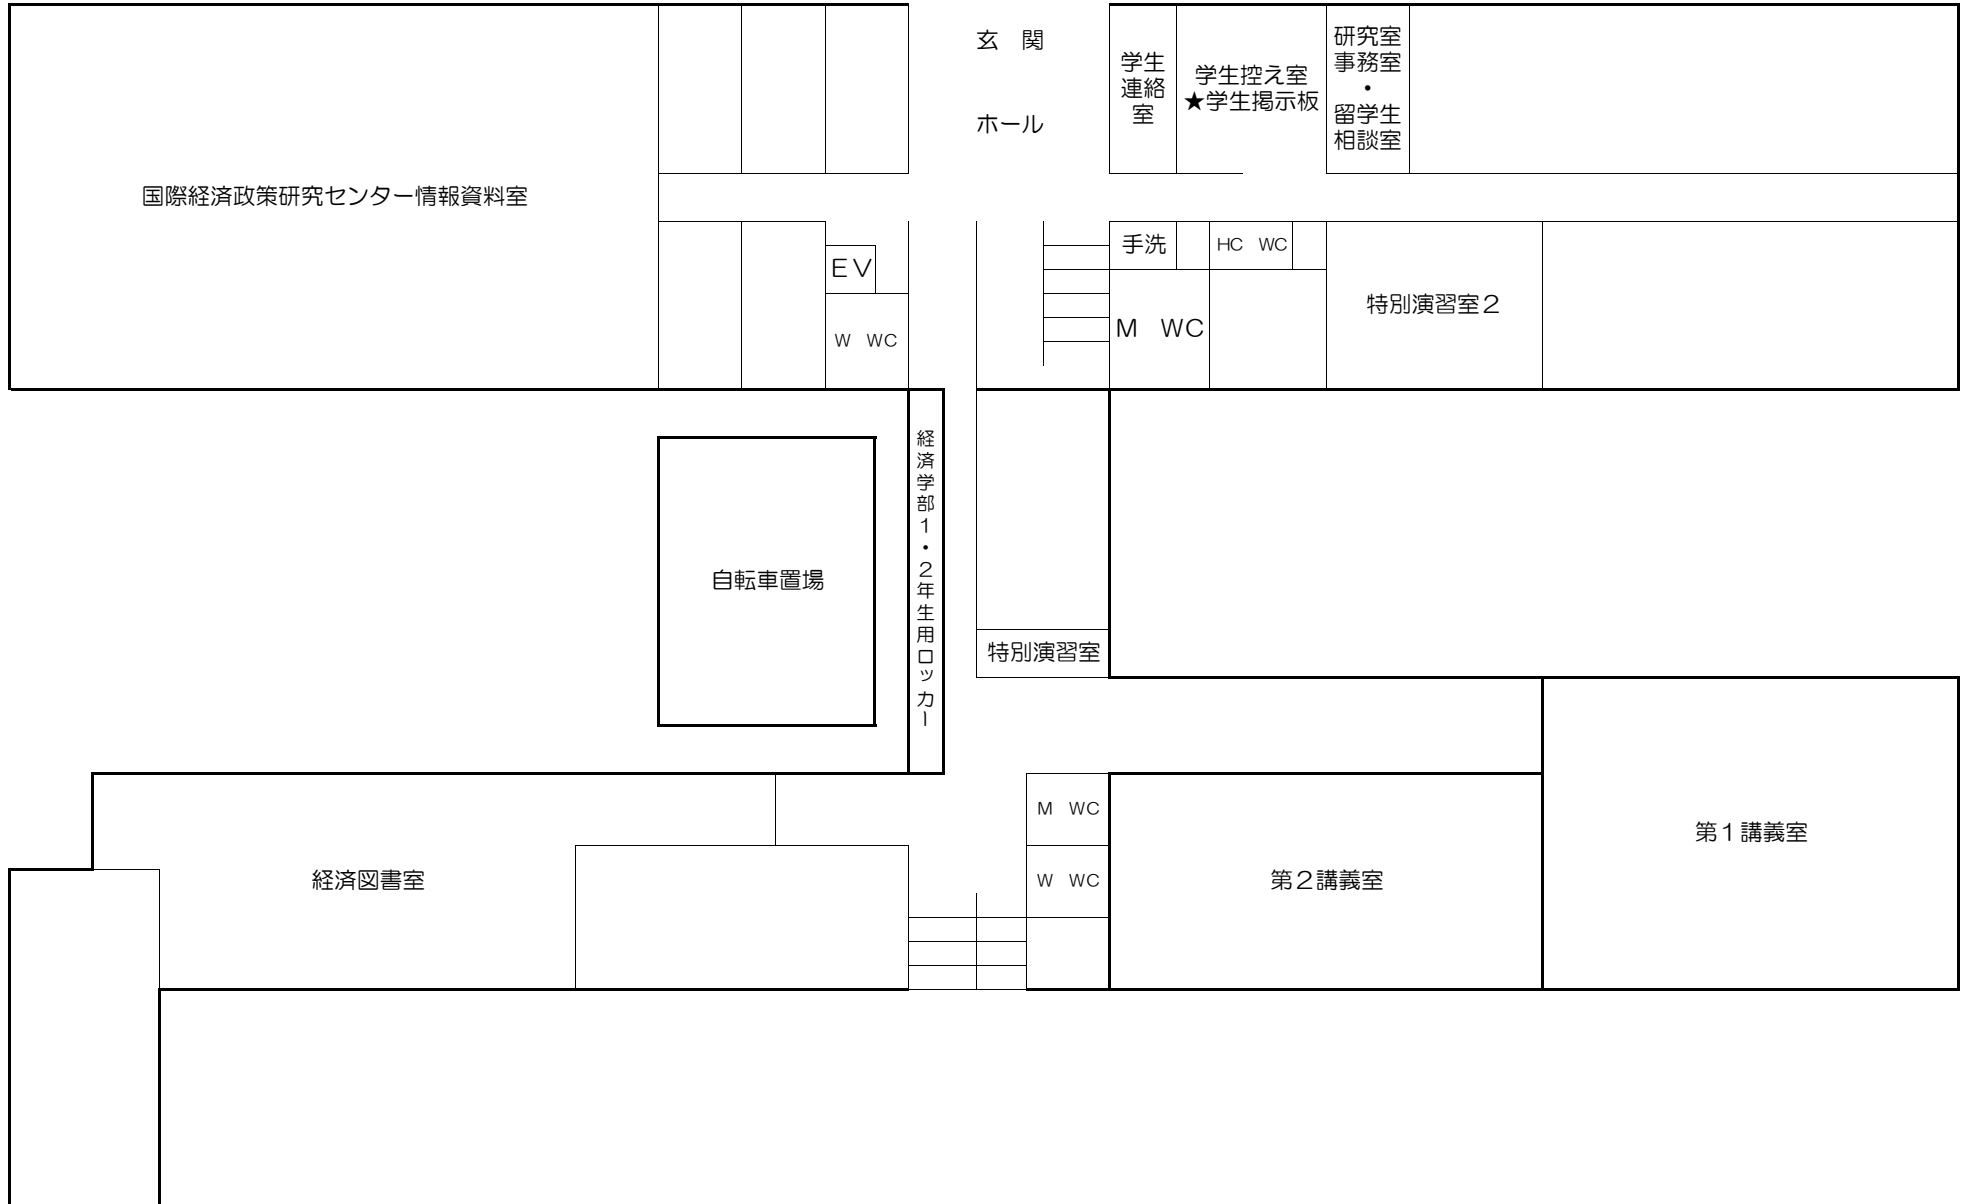 玄　関
ホール
学生
連絡
室
学生控え室
★学生掲示板
研究室
事務室
・
留学生
相談室
国際経済政策研究センター情報資料室
ＥＶ
W　WC
手洗
HC　WC
M　WC
特別演習室２
経済学部１・２年生用ロッカー
自転車置場
特別演習室
M　WC
W　WC
経済図書室
第２講義室
第１講義室